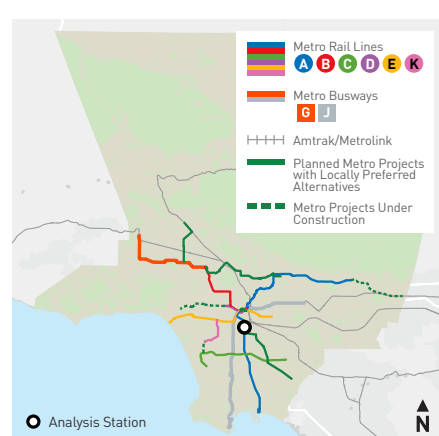 Metro Rail Lines
A B C D E K
Metro Busways
G J
Amtrak/Metrolink
Planned Metro Projects
with Locally Preferred
Alternatives
Metro Projects Under
Construction
Analysis Station
N